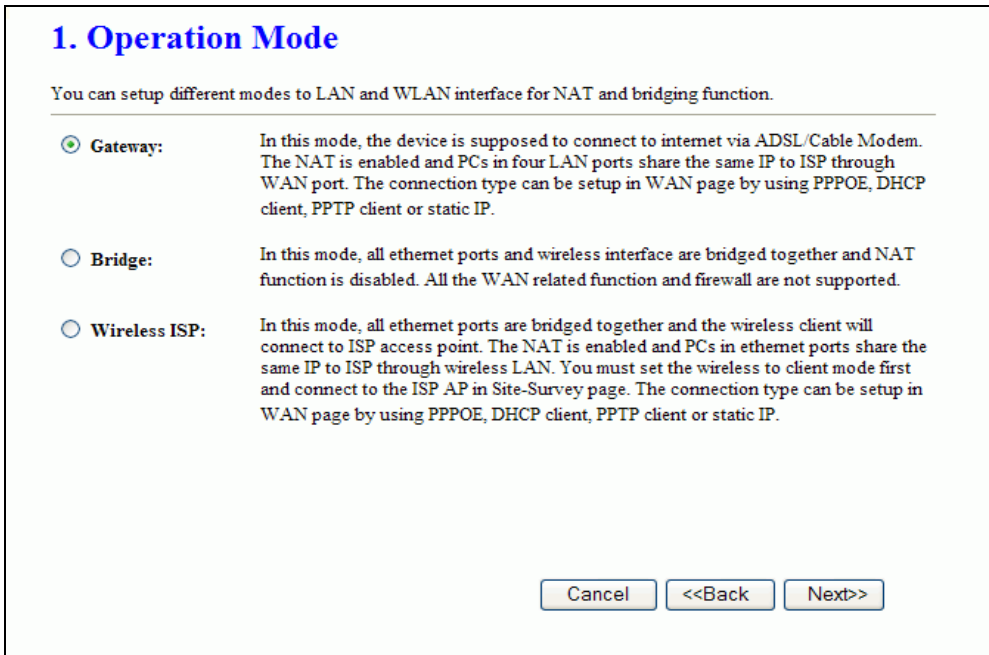 1. Operation Mode
You can setup different modes to LAN and WLAN interface for NAT and bridging function.
Gateway:
In this mode, the device is supposed to connect to internet via ADSL/Cable Modem.
The NAT is enabled and PCs in four LAN ports share the same IP to ISP through
WAN port. The connection type can be setup in WAN page by using PPPOE, DHCP
client, PPTP client or static IP.
Bridge:
In this mode, all ethernet ports and wireless interface are bridged together and NAT
function is disabled. All the WAN related function and firewall are not supported.
Wireless ISP:
In this mode, all ethernet ports are bridged together and the wireless client will
connect to ISP access point. The NAT is enabled and PCs in ethernet ports share the
same IP to ISP through wireless LAN. You must set the wireless to client mode first
and connect to the ISP AP in Site-Survey page. The connection type can be setup in
WAN page by using PPPOE, DHCP client, PPTP client or static IP.
Cancel <<Back Next>>